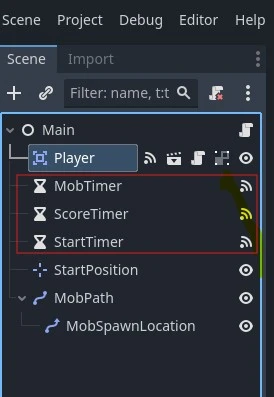 Scene Project Debug Editor Help
Scene Import
Filter: name, t:t
Main
Player
MobTimer
ScoreTimer
StartTimer
StartPosition
MobPath
MobSpawnLocation